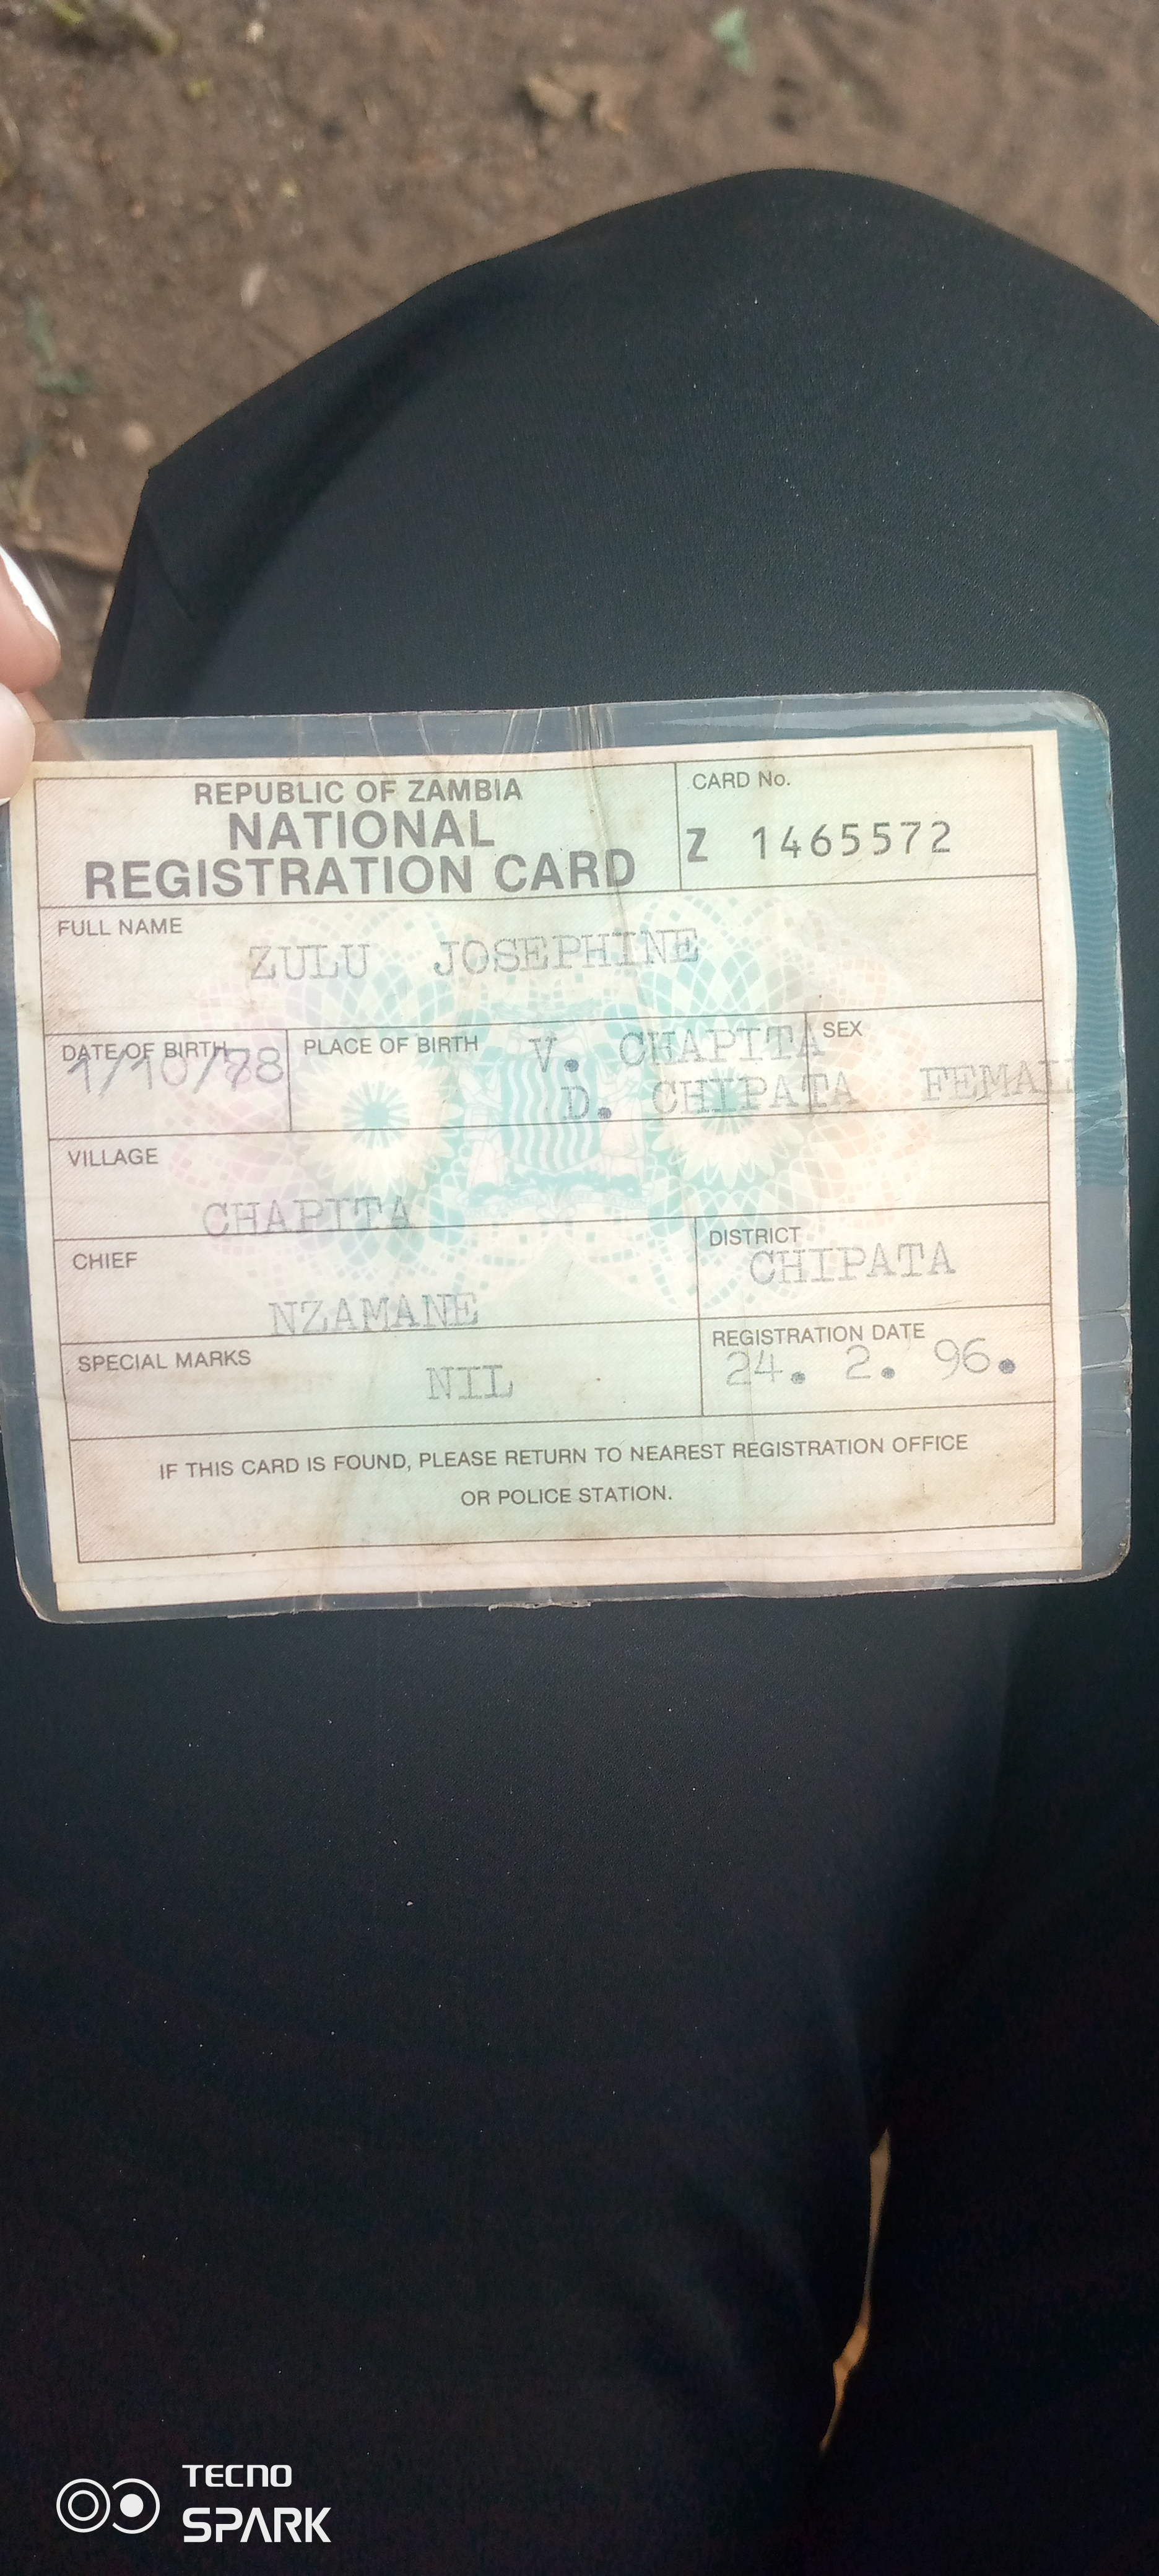 REPUBLIC OF ZAMBIA
NATIONAL
REGISTRATION CARD
CARD No.
Z 1465572
FULL NAME
ZULU JOSEPHINE
DATE OF BIRTH
1/10/78
PLACE OF BIRTH
V. CHAPITA
D. CHIPATA
SEX
FEMAL
VILLAGE
CHAPITA
CHIEF
NZAMANE
DISTRICT
CHIPATA
SPECIAL MARKS
NIL
REGISTRATION DATE
24. 2. 96.
IF THIS CARD IS FOUND, PLEASE RETURN TO NEAREST REGISTRATION OFFICE
OR POLICE STATION.
TECNO
SPARK